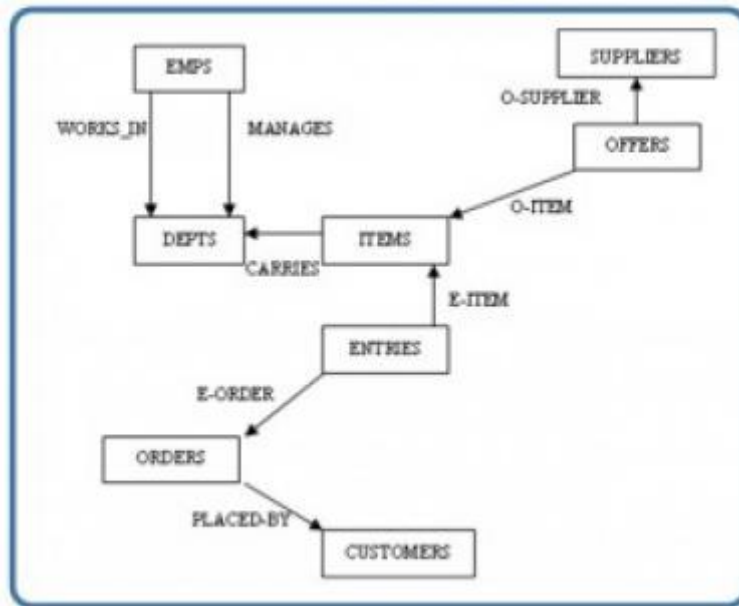 SUPPLIERS
EMPS
O-SUPPLIER
WORKS_IN
MANAGES
OFFERS
O-ITEM
DEPTS
ITEMS
CARRIES
E-ITEM
ENTRIES
E-ORDER
ORDERS
PLACED-BY
CUSTOMERS